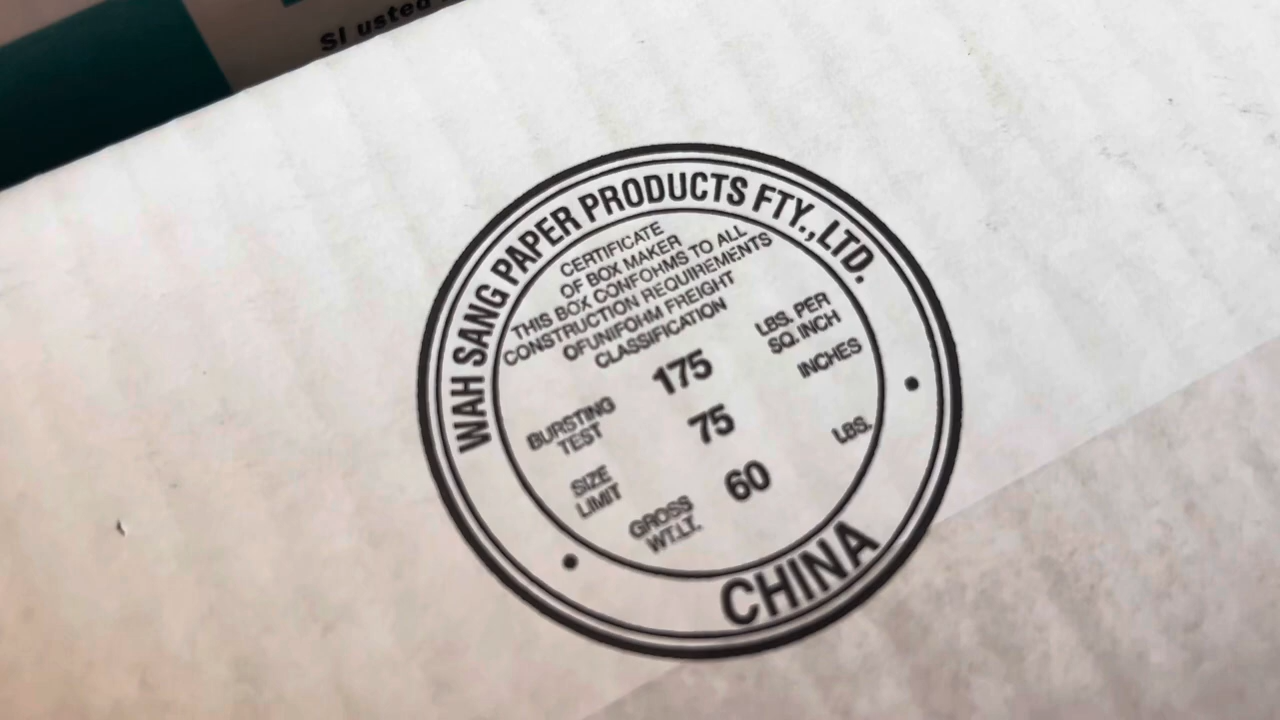 SI usted
WAH SANG PAPER PRODUCTS FTY.,LTD.
CERTIFICATE
OF BOX MAKER
THIS BOX CONFOHMS TO ALL
CONSTRUCTION REQUIREMENTS
OFUNIFOHM FREIGHT
CLASSIFICATION
BURSTING TEST 175 LBS. PER SQ. INCH
SIZE LIMIT 75 INCHES
GROSS WT.LT. 60 LBS.
CHINA